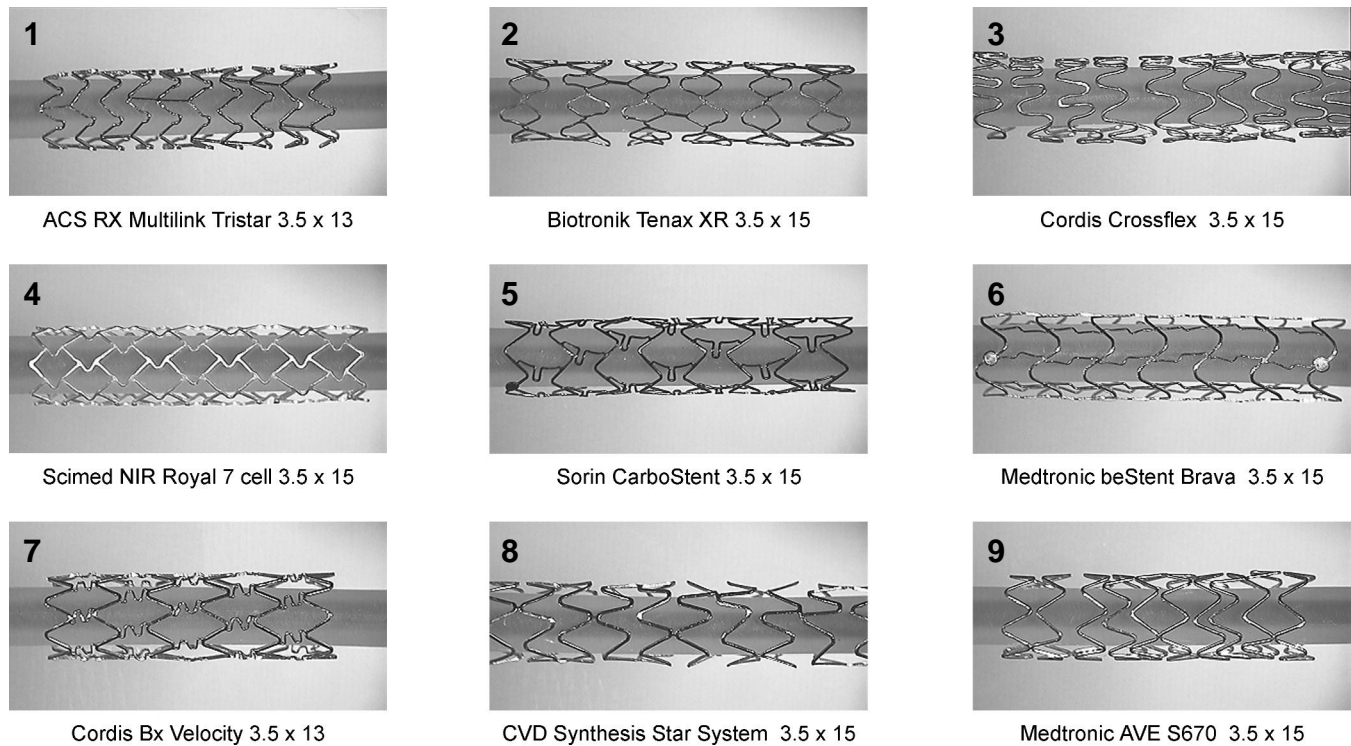 1
2
3
ACS RX Multilink Tristar 3.5 x 13
Biotronik Tenax XR 3.5 x 15
Cordis Crossflex  3.5 x 15
4
5
6
Scimed NIR Royal 7 cell 3.5 x 15
Sorin CarboStent 3.5 x 15
Medtronic beStent Brava  3.5 x 15
7
8
9
Cordis Bx Velocity 3.5 x 13
CVD Synthesis Star System  3.5 x 15
Medtronic AVE S670  3.5 x 15